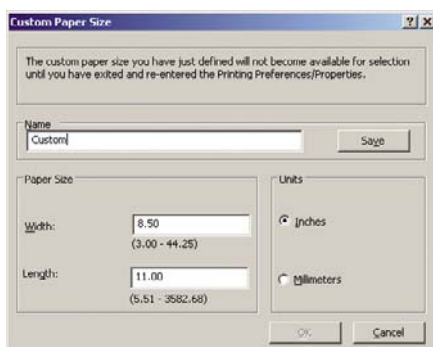 Custom Paper Size
The custom paper size you have just defined will not become available for selection
until you have exited and re-entered the Printing Preferences/Properties.
Name
Custom
Save
Paper Size
Width:
8.50
(3.00 - 44.25)
Length:
11.00
(5.51 - 3582.68)
Units
Inches
Millimeters
OK
Cancel